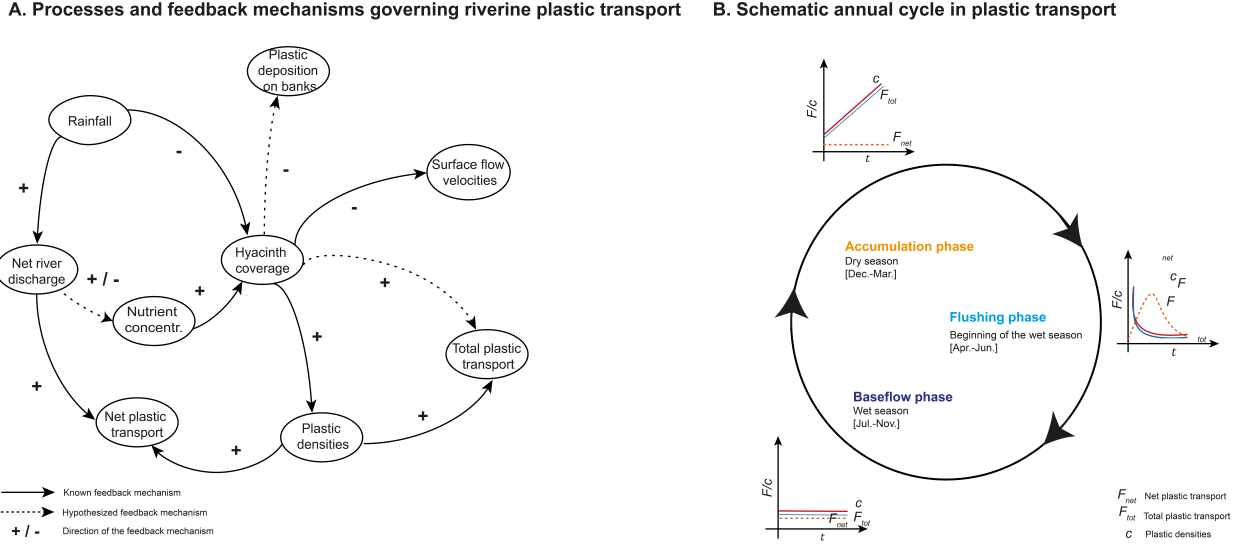 A. Processes and feedback mechanisms governing riverine plastic transport
Plastic
deposition
on banks
Rainfall
-
-
Surface flow
velocities
+
-
Hyacinth
coverage
Net river
discharge
+ / -
+
+
Nutrient
concentr.
+
Total plastic
transport
+
Net plastic
transport
+
Plastic
densities
+
Known feedback mechanism
Hypothesized feedback mechanism
+ / -
Direction of the feedback mechanism
B. Schematic annual cycle in plastic transport
F/c
c
F tot
F net
t
Accumulation phase
Dry season
[Dec.-Mar.]
net
c F
F/c
F
tot
t
Flushing phase
Beginning of the wet season
[Apr.-Jun.]
Baseflow phase
Wet season
[Jul.-Nov.]
F/c
c
F net
F tot
t
F net Net plastic transport
F tot Total plastic transport
c Plastic densities